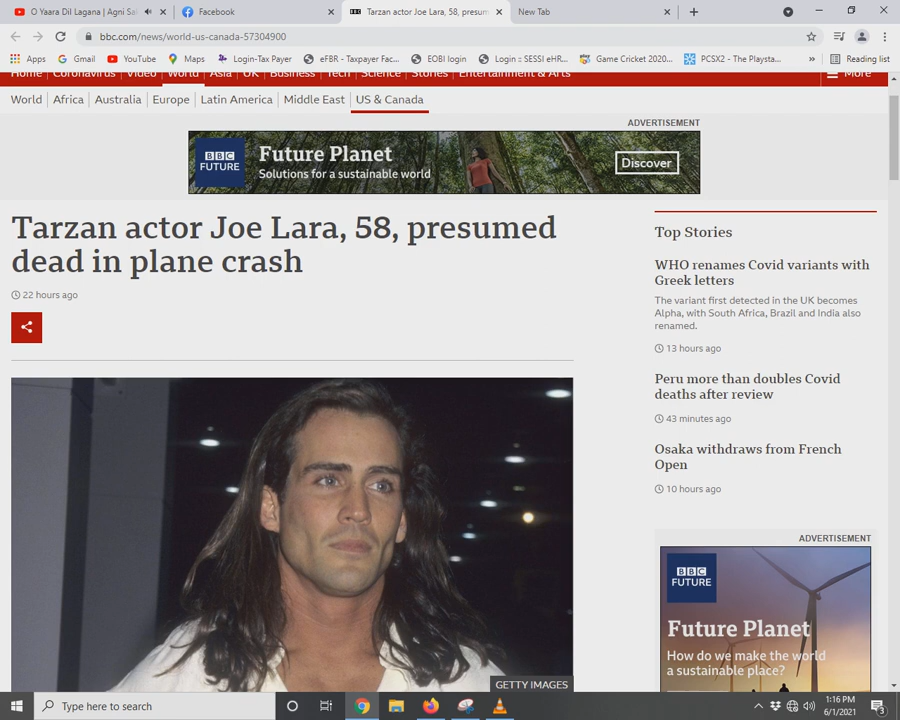 O Yaara Dil Lagana | Agni Sa
Facebook
Tarzan actor Joe Lara, 58, presum
New Tab
bbc.com/news/world-us-canada-57304900
Apps
Gmail
YouTube
Maps
Login-Tax Payer
eFBR - Taxpayer Fac...
EOBI login
Login :: SESSI eHR...
Game Cricket 2020...
PCSX2 - The Playsta...
»
Reading list
Home
Coronavirus
Video
World
Asia
UK
Business
Tech
Science
Stories
Entertainment & Arts
More
World
Africa
Australia
Europe
Latin America
Middle East
US & Canada
ADVERTISEMENT
BBC
FUTURE
Future Planet
Solutions for a sustainable world
Discover
Tarzan actor Joe Lara, 58, presumed
dead in plane crash
22 hours ago
GETTY IMAGES
Top Stories
WHO renames Covid variants with
Greek letters
The variant first detected in the UK becomes
Alpha, with South Africa, Brazil and India also
renamed.
13 hours ago
Peru more than doubles Covid
deaths after review
43 minutes ago
Osaka withdraws from French
Open
10 hours ago
ADVERTISEMENT
BBC
FUTURE
Future Planet
How do we make the world
a sustainable place?
Type here to search
1:16 PM
6/1/2021
3